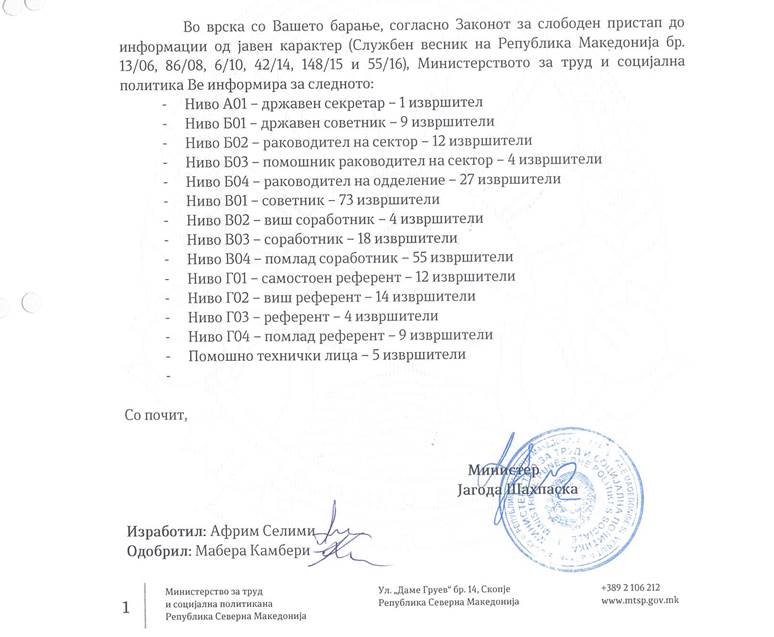 Во врска со Вашето барање, согласно Законот за слободен пристап до
информации од јавен карактер (Службен весник на Република Македонија бр.
13/06, 86/08, 6/10, 42/14, 148/15 и 55/16), Министерството за труд и социјална
политика Ве информира за следното:
- Ниво А01 – државен секретар – 1 извршител
- Ниво Б01 – државен советник – 9 извршители
- Ниво Б02 – раководител на сектор – 12 извршители
- Ниво Б03 – помошник раководител на сектор – 4 извршители
- Ниво Б04 – раководител на одделение – 27 извршители
- Ниво В01 – советник – 73 извршители
- Ниво В02 – виш соработник – 4 извршители
- Ниво В03 – соработник – 18 извршители
- Ниво В04 – помлад соработник – 55 извршители
- Ниво Г01 – самостоен референт – 12 извршители
- Ниво Г02 – виш референт – 14 извршители
- Ниво Г03 – референт – 4 извршители
- Ниво Г04 – помлад референт – 9 извршители
- Помошно технички лица – 5 извршители
-
Со почит,
Министер
Јагода Шахпаска
Изработил: Африм Селими
Одобрил: Мабера Камбери
1
Министерство за труд
и социјална политикана
Република Северна Македонија
Ул. „Даме Груев“ бр. 14, Скопје
Република Северна Македонија
+389 2 106 212
www.mtsp.gov.mk